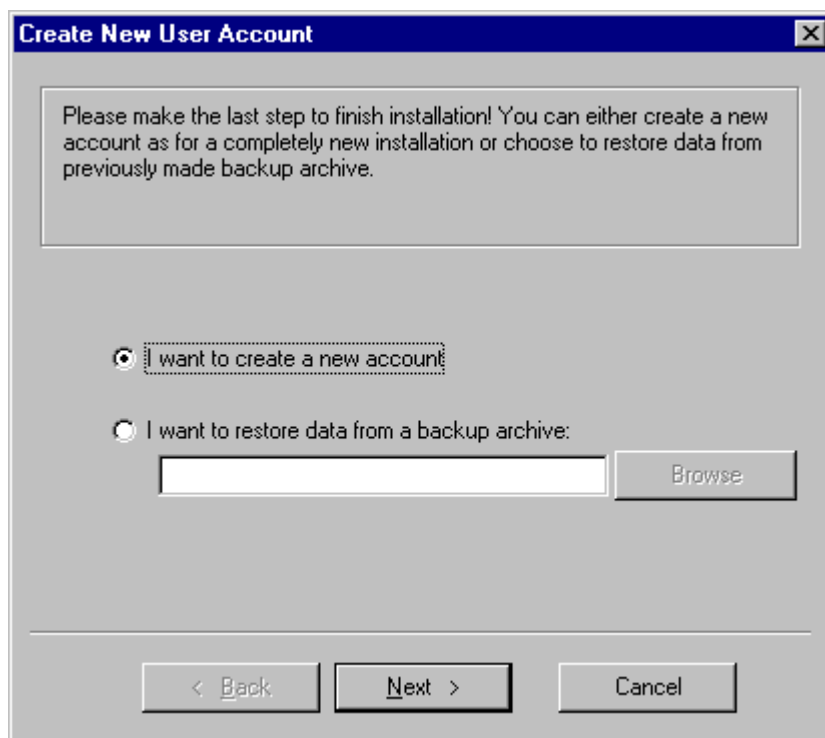 Create New User Account
Please make the last step to finish installation! You can either create a new
account as for a completely new installation or choose to restore data from
previously made backup archive.
I want to create a new account
I want to restore data from a backup archive:
Browse
< Back
Next >
Cancel